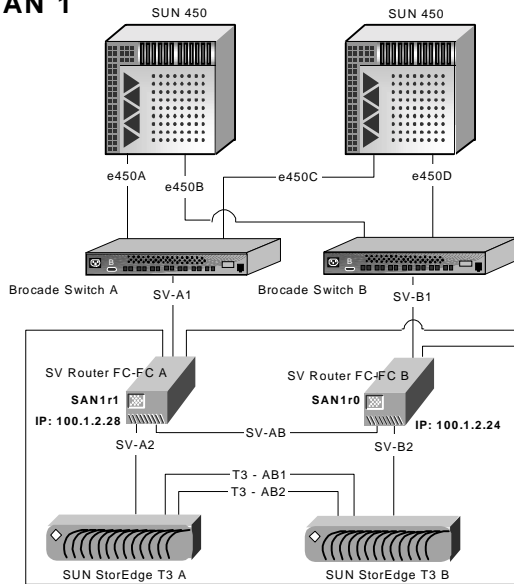 AN 1
SUN 450
SUN 450
e450A
e450B
e450C
e450D
B
B
Brocade Switch A
SV-A1
Brocade Switch B
SV-B1
SV Router FC-FC A
SV Router FC-FC B
SAN1r1
SAN1r0
IP: 100.1.2.28
IP: 100.1.2.24
SV-AB
SV-A2
SV-B2
T3 - AB1
T3 - AB2
SUN StorEdge T3 A
SUN StorEdge T3 B